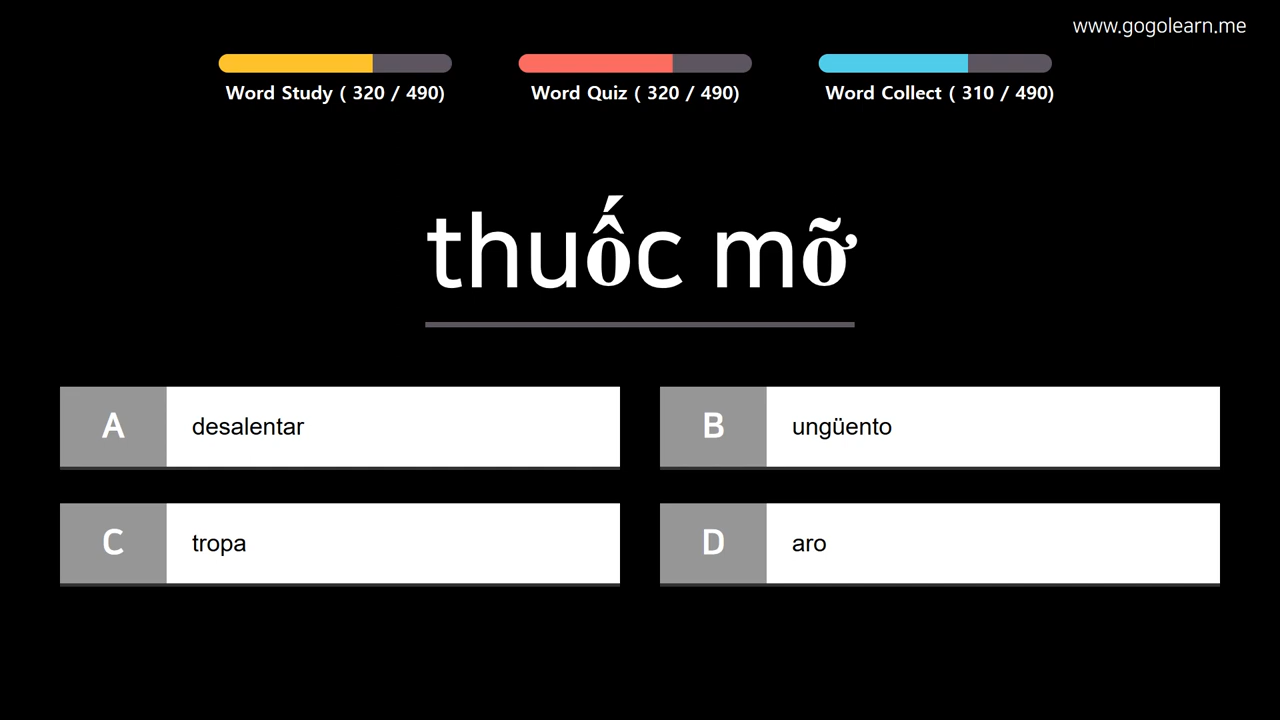 www.gogolearn.me
Word Study ( 320 / 490)
Word Quiz ( 320 / 490)
Word Collect ( 310 / 490)
thuốc mỡ
A desalentar
B ungüento
C tropa
D aro